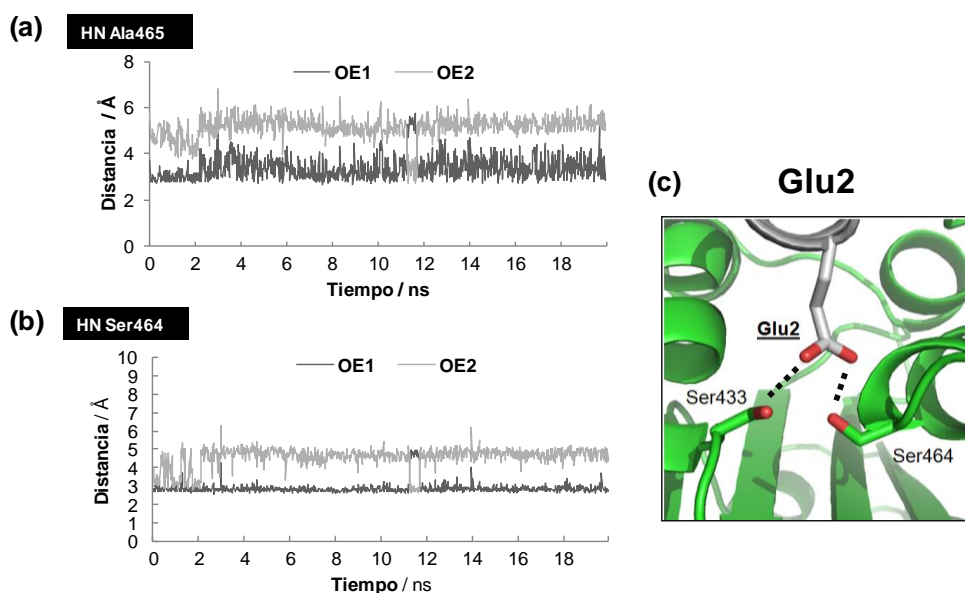 (a)
HN Ala465
OE1 OE2
Distancia / Å
8
6
4
2
0
0 2 4 6 8 10 12 14 16 18
Tiempo / ns
(b)
HN Ser464
OE1 OE2
Distancia / Å
10
9
8
7
6
5
4
3
2
1
0
0 2 4 6 8 10 12 14 16 18
Tiempo / ns
(c)
Glu2
Glu2
Ser433
Ser464